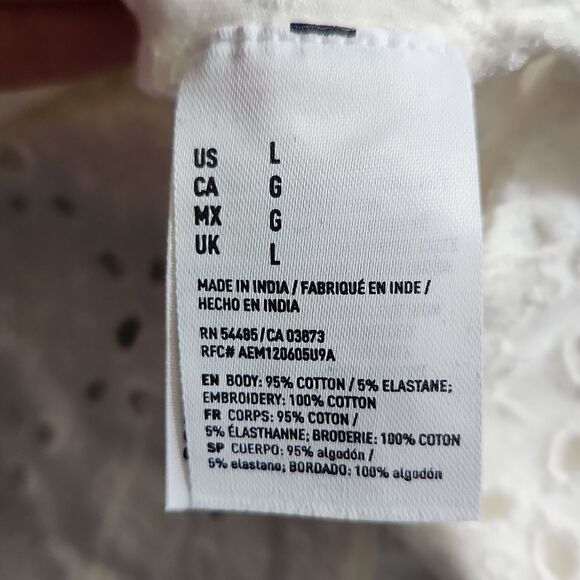 US L
CA G
MX G
UK L
MADE IN INDIA / FABRIQUÉ EN INDE /
HECHO EN INDIA
RN 54485/CA 03873
RFC# AEM120605U9A
EN BODY: 95% COTTON / 5% ELASTANE;
EMBROIDERY: 100% COTTON
FR CORPS: 95% COTON /
5% ÉLASTHANNE; BRODERIE: 100% COTON
SP CUERPO: 95% algodón /
5% elastano; BORDADO: 100% algodón